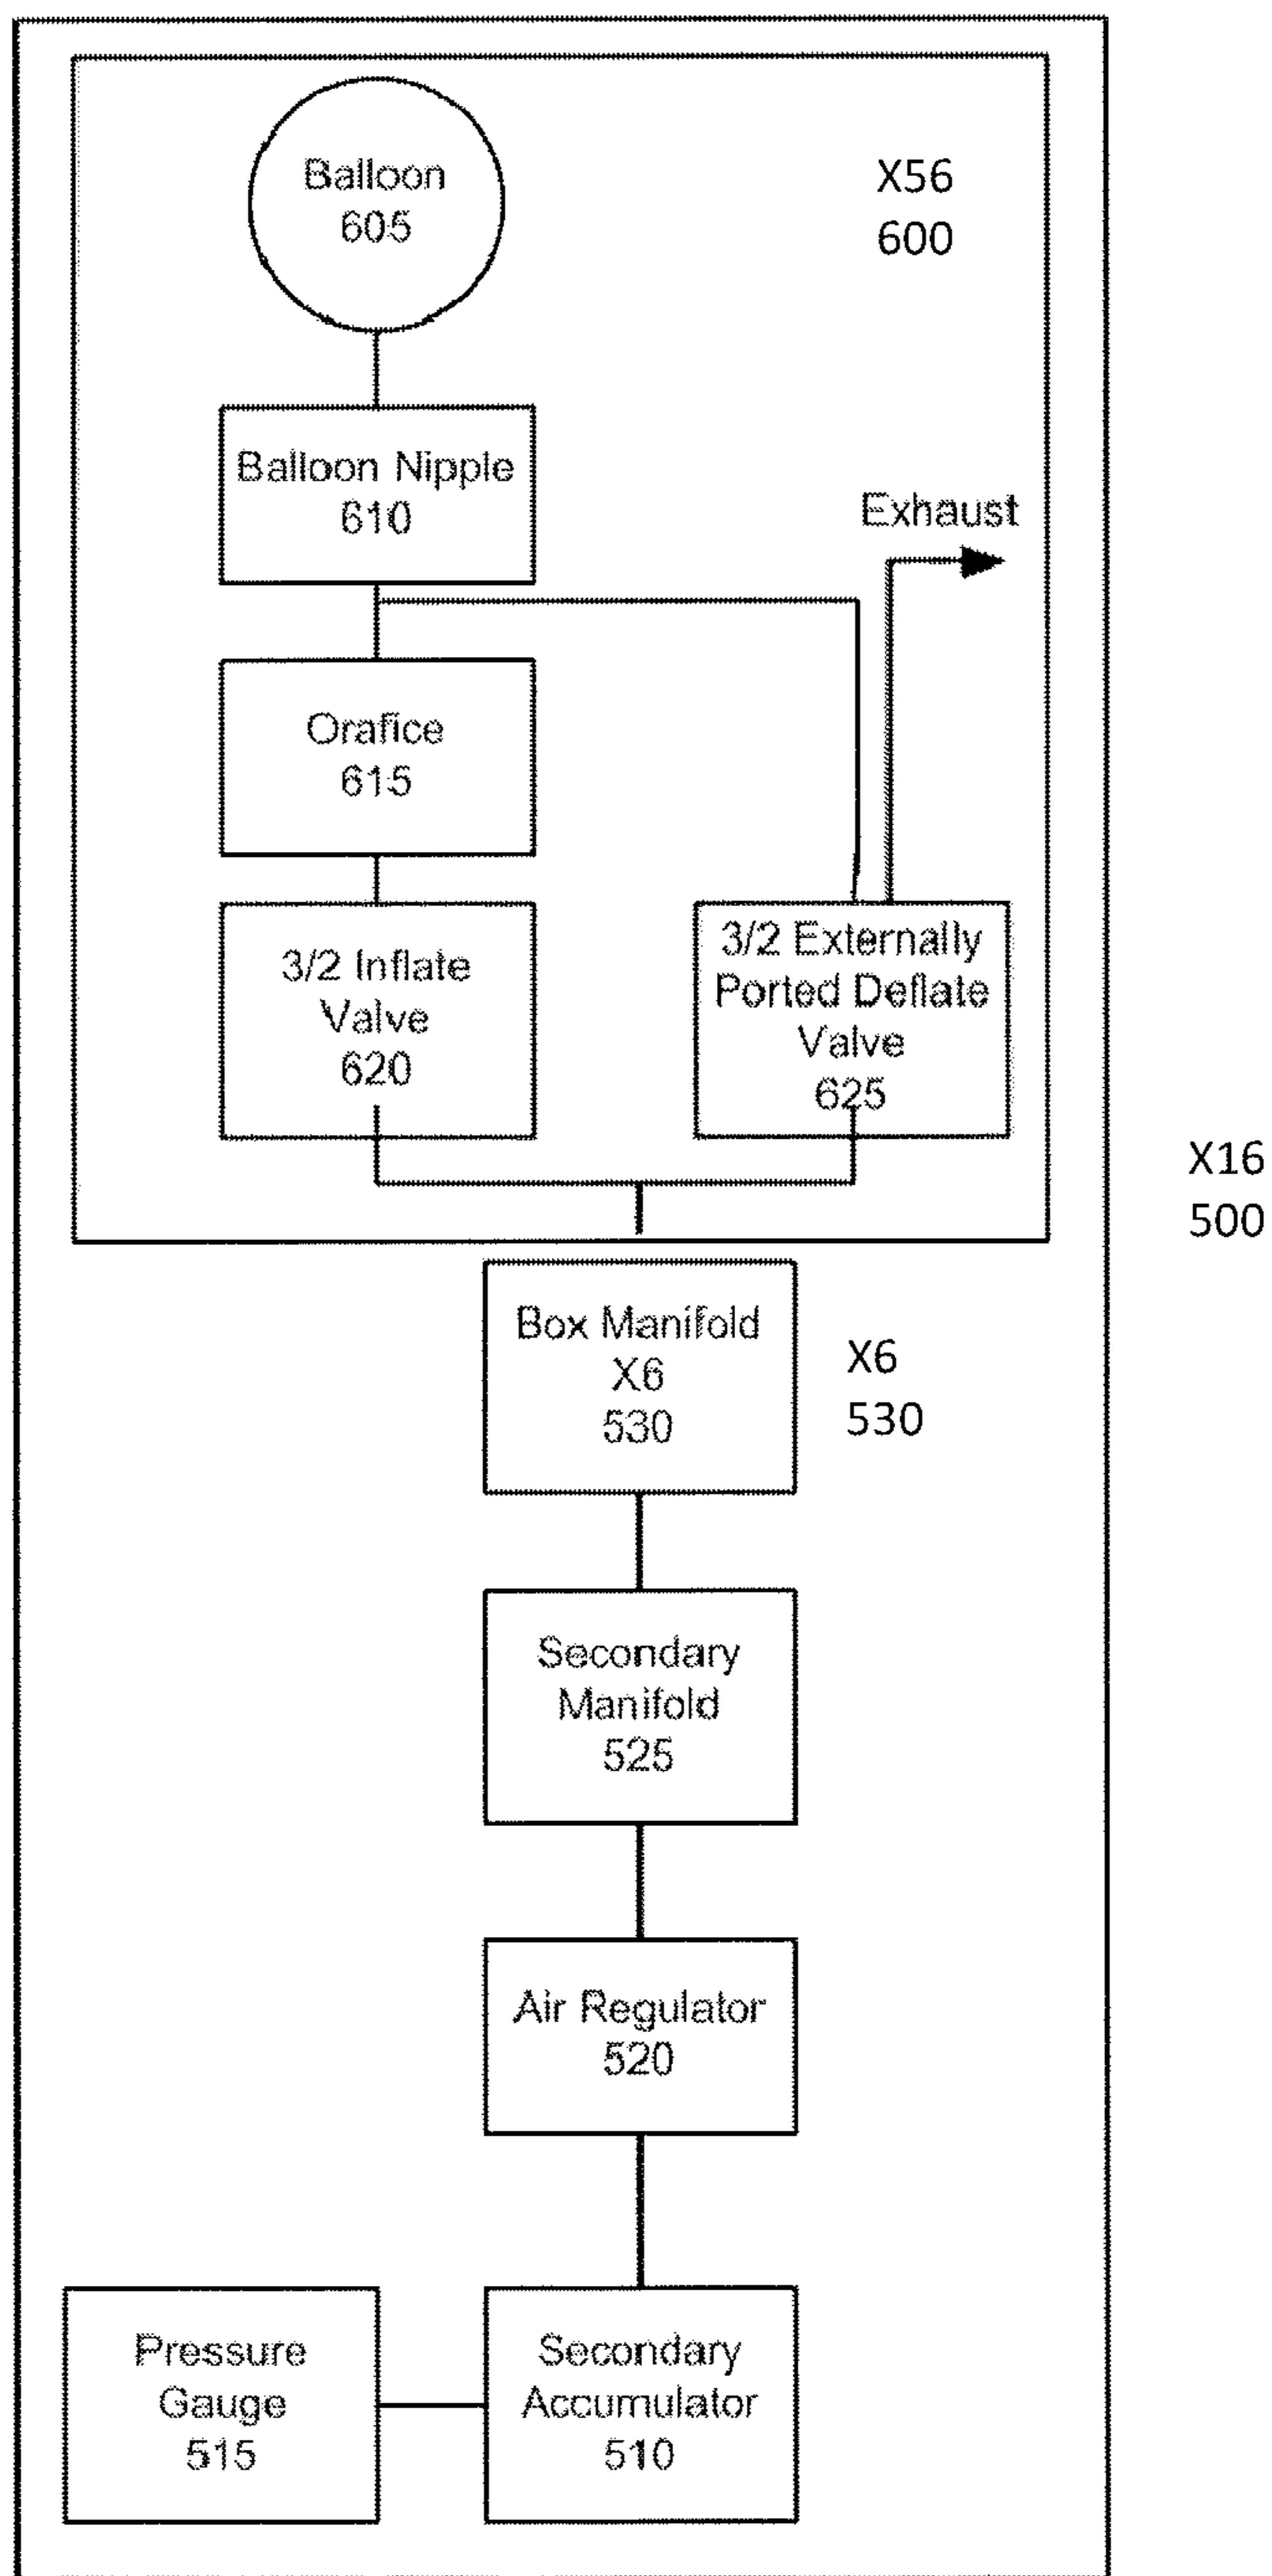 Balloon
605
X56
600
Balloon Nipple
610
Exhaust
Orafice
615
3/2 Inflate
Valve
620
3/2 Externally
Ported Deflate
Valve
625
X16
500
Box Manifold
X6
530
X6
530
Secondary
Manifold
525
Air Regulator
520
Pressure
Gauge
515
Secondary
Accumulator
510